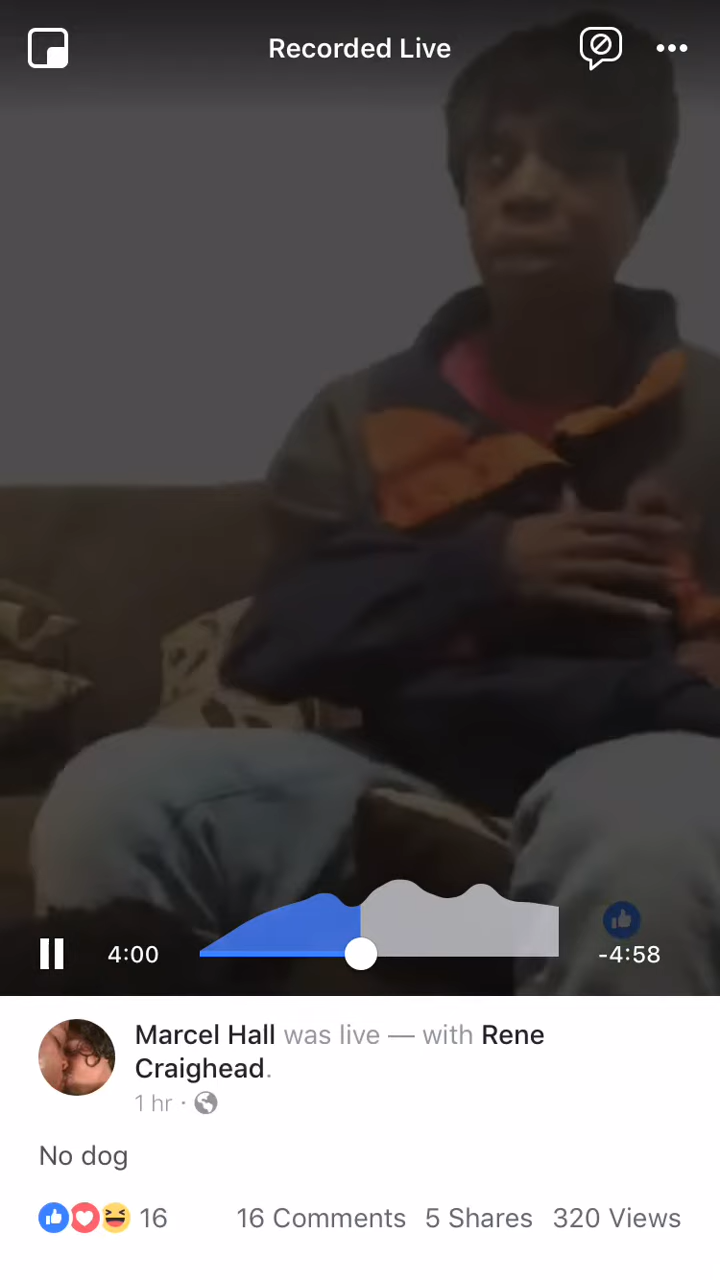 Recorded Live
4:00
-4:58
Marcel Hall was live — with Rene
Craighead.
1 hr ·
No dog
16
16 Comments 5 Shares 320 Views